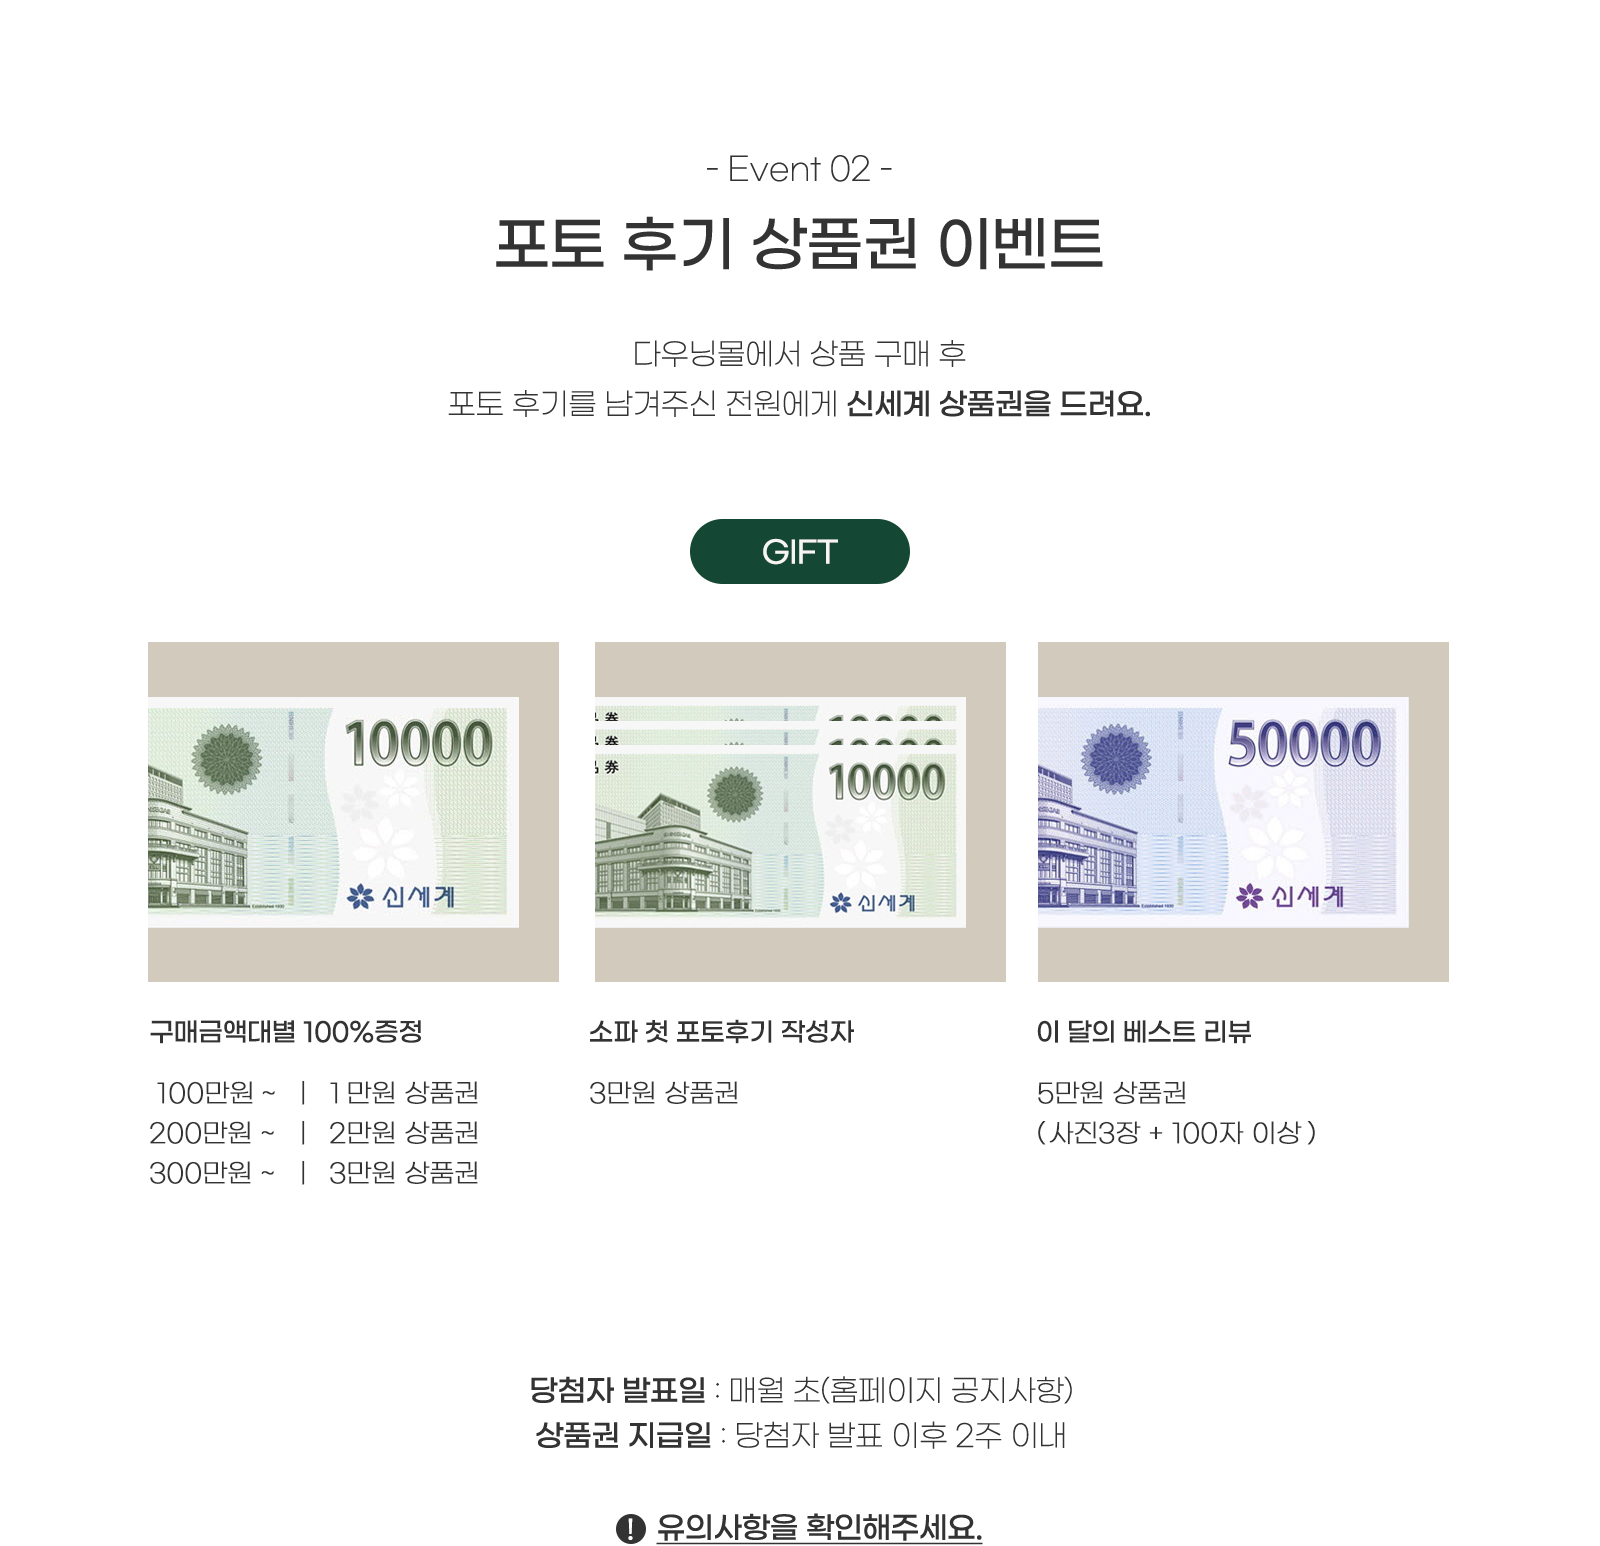 - Event 02 -
포토 후기 상품권 이벤트
다우닝몰에서 상품 구매 후
포토 후기를 남겨주신 전원에게 신세계 상품권을 드려요.
GIFT
10000
신세계
券
券
券
10000
신세계
50000
신세계
구매금액대별 100%증정
100만원 ~ | 1만원 상품권
200만원 ~ | 2만원 상품권
300만원 ~ | 3만원 상품권
소파 첫 포토후기 작성자
3만원 상품권
이 달의 베스트 리뷰
5만원 상품권
(사진3장 + 100자 이상)
당첨자 발표일 : 매월 초(홈페이지 공지사항)
상품권 지급일 : 당첨자 발표 이후 2주 이내
유의사항을 확인해주세요.